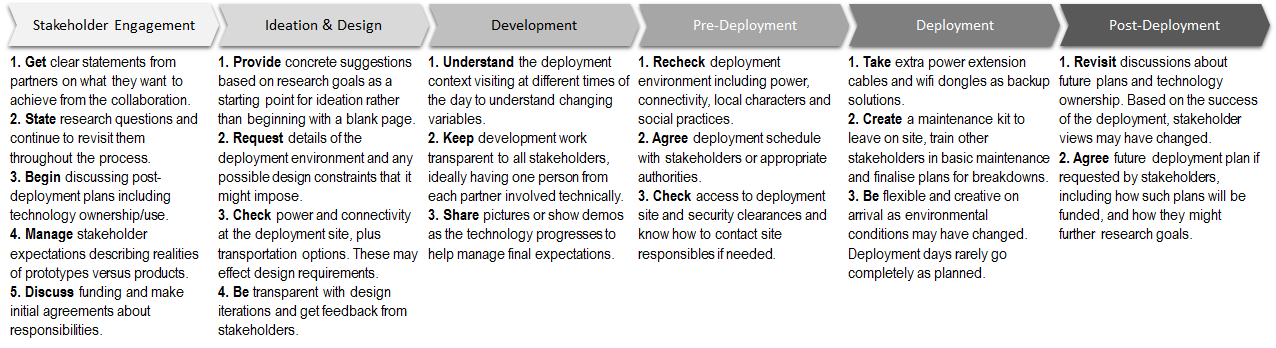 Stakeholder Engagement
Ideation & Design
Development
Pre-Deployment
Deployment
Post-Deployment
1. Get clear statements from
partners on what they want to
achieve from the collaboration.
2. State research questions and
continue to revisit them
throughout the process.
3. Begin discussing post-
deployment plans including
technology ownership/use.
4. Manage stakeholder
expectations describing realities
of prototypes versus products.
5. Discuss funding and make
initial agreements about
responsibilities.
1. Provide concrete suggestions
based on research goals as a
starting point for ideation rather
than beginning with a blank page.
2. Request details of the
deployment environment and any
possible design constraints that it
might impose.
3. Check power and connectivity
at the deployment site, plus
transportation options. These may
effect design requirements.
4. Be transparent with design
iterations and get feedback from
stakeholders.
1. Understand the deployment
context visiting at different times of
the day to understand changing
variables.
2. Keep development work
transparent to all stakeholders,
ideally having one person from
each partner involved technically.
3. Share pictures or show demos
as the technology progresses to
help manage final expectations.
1. Recheck deployment
environment including power,
connectivity, local characters and
social practices.
2. Agree deployment schedule
with stakeholders or appropriate
authorities.
3. Check access to deployment
site and security clearances and
know how to contact site
responsibles if needed.
1. Take extra power extension
cables and wifi dongles as backup
solutions.
2. Create a maintenance kit to
leave on site, train other
stakeholders in basic maintenance
and finalise plans for breakdowns.
3. Be flexible and creative on
arrival as environmental
conditions may have changed.
Deployment days rarely go
completely as planned.
1. Revisit discussions about
future plans and technology
ownership. Based on the success
of the deployment, stakeholder
views may have changed.
2. Agree future deployment plan if
requested by stakeholders,
including how such plans will be
funded, and how they might
further research goals.